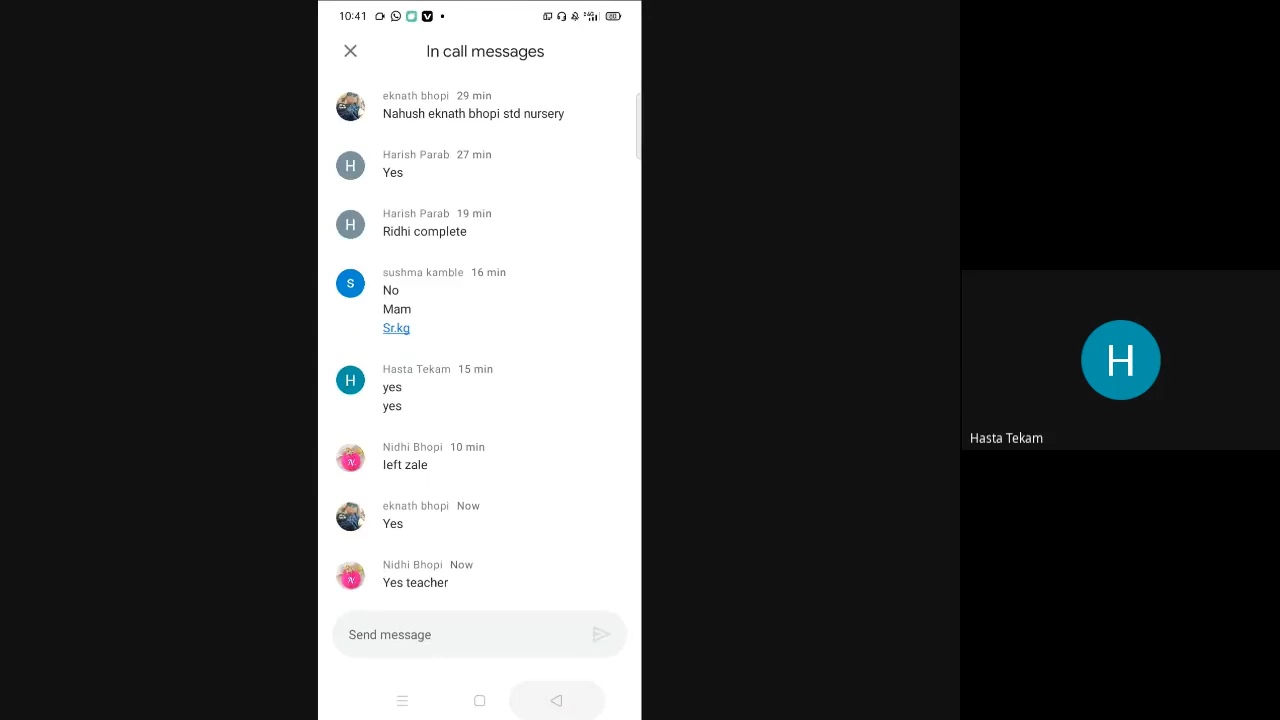 10:41
In call messages
eknath bhopi 29 min
Nahush eknath bhopi std nursery
H
Harish Parab 27 min
Yes
H
Harish Parab 19 min
Ridhi complete
S
sushma kamble 16 min
No
Mam
Sr.kg
H
Hasta Tekam 15 min
yes
yes
N
Nidhi Bhopi 10 min
left zale
eknath bhopi Now
Yes
N
Nidhi Bhopi Now
Yes teacher
Send message
H
Hasta Tekam